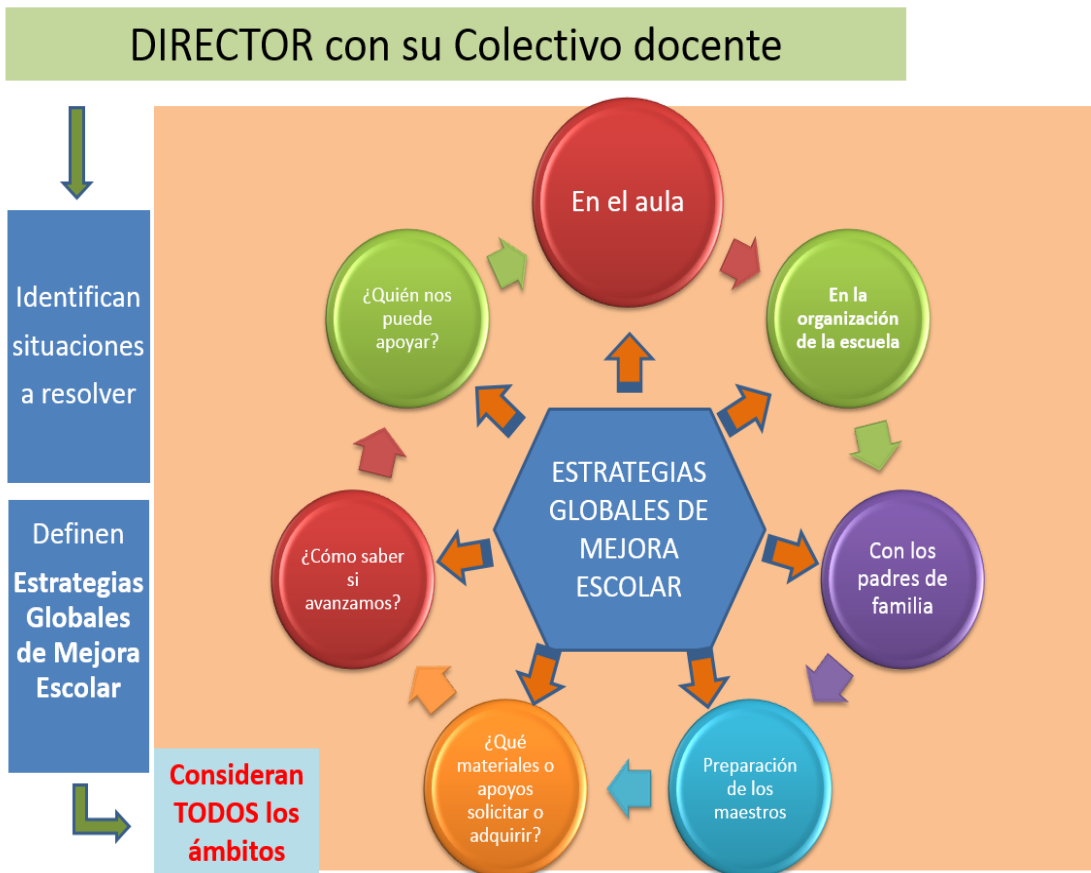 DIRECTOR con su Colectivo docente
Identifican
situaciones
a resolver
Definen
Estrategias
Globales
de Mejora
Escolar
Consideran
TODOS los
ámbitos
En el aula
En la
organización
de la escuela
Con los
padres de
familia
Preparación
de los
maestros
¿Qué
materiales o
apoyos
solicitar o
adquirir?
¿Cómo saber
si
avanzamos?
¿Quién nos
puede
apoyar?
ESTRATEGIAS
GLOBALES DE
MEJORA
ESCOLAR